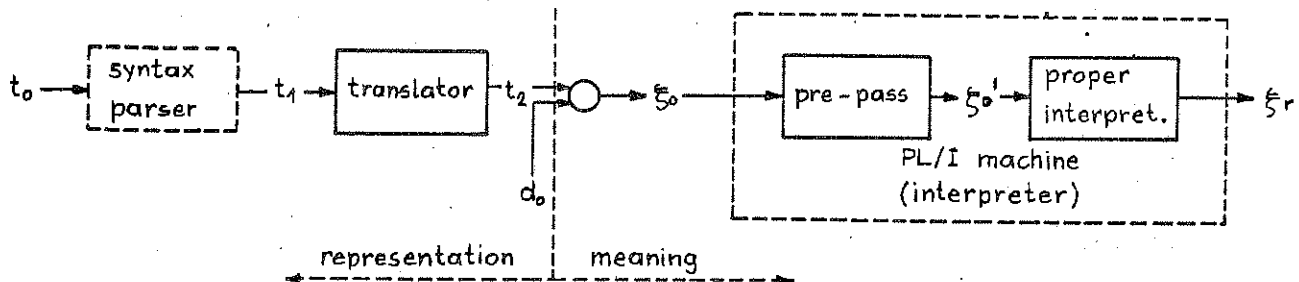 t₀
syntax
parser
t₁
translator
t₂
d₀
ξ₀
pre-pass
ξ₀'
proper
interpret.
ξr
PL/I machine
(interpreter)
representation
meaning